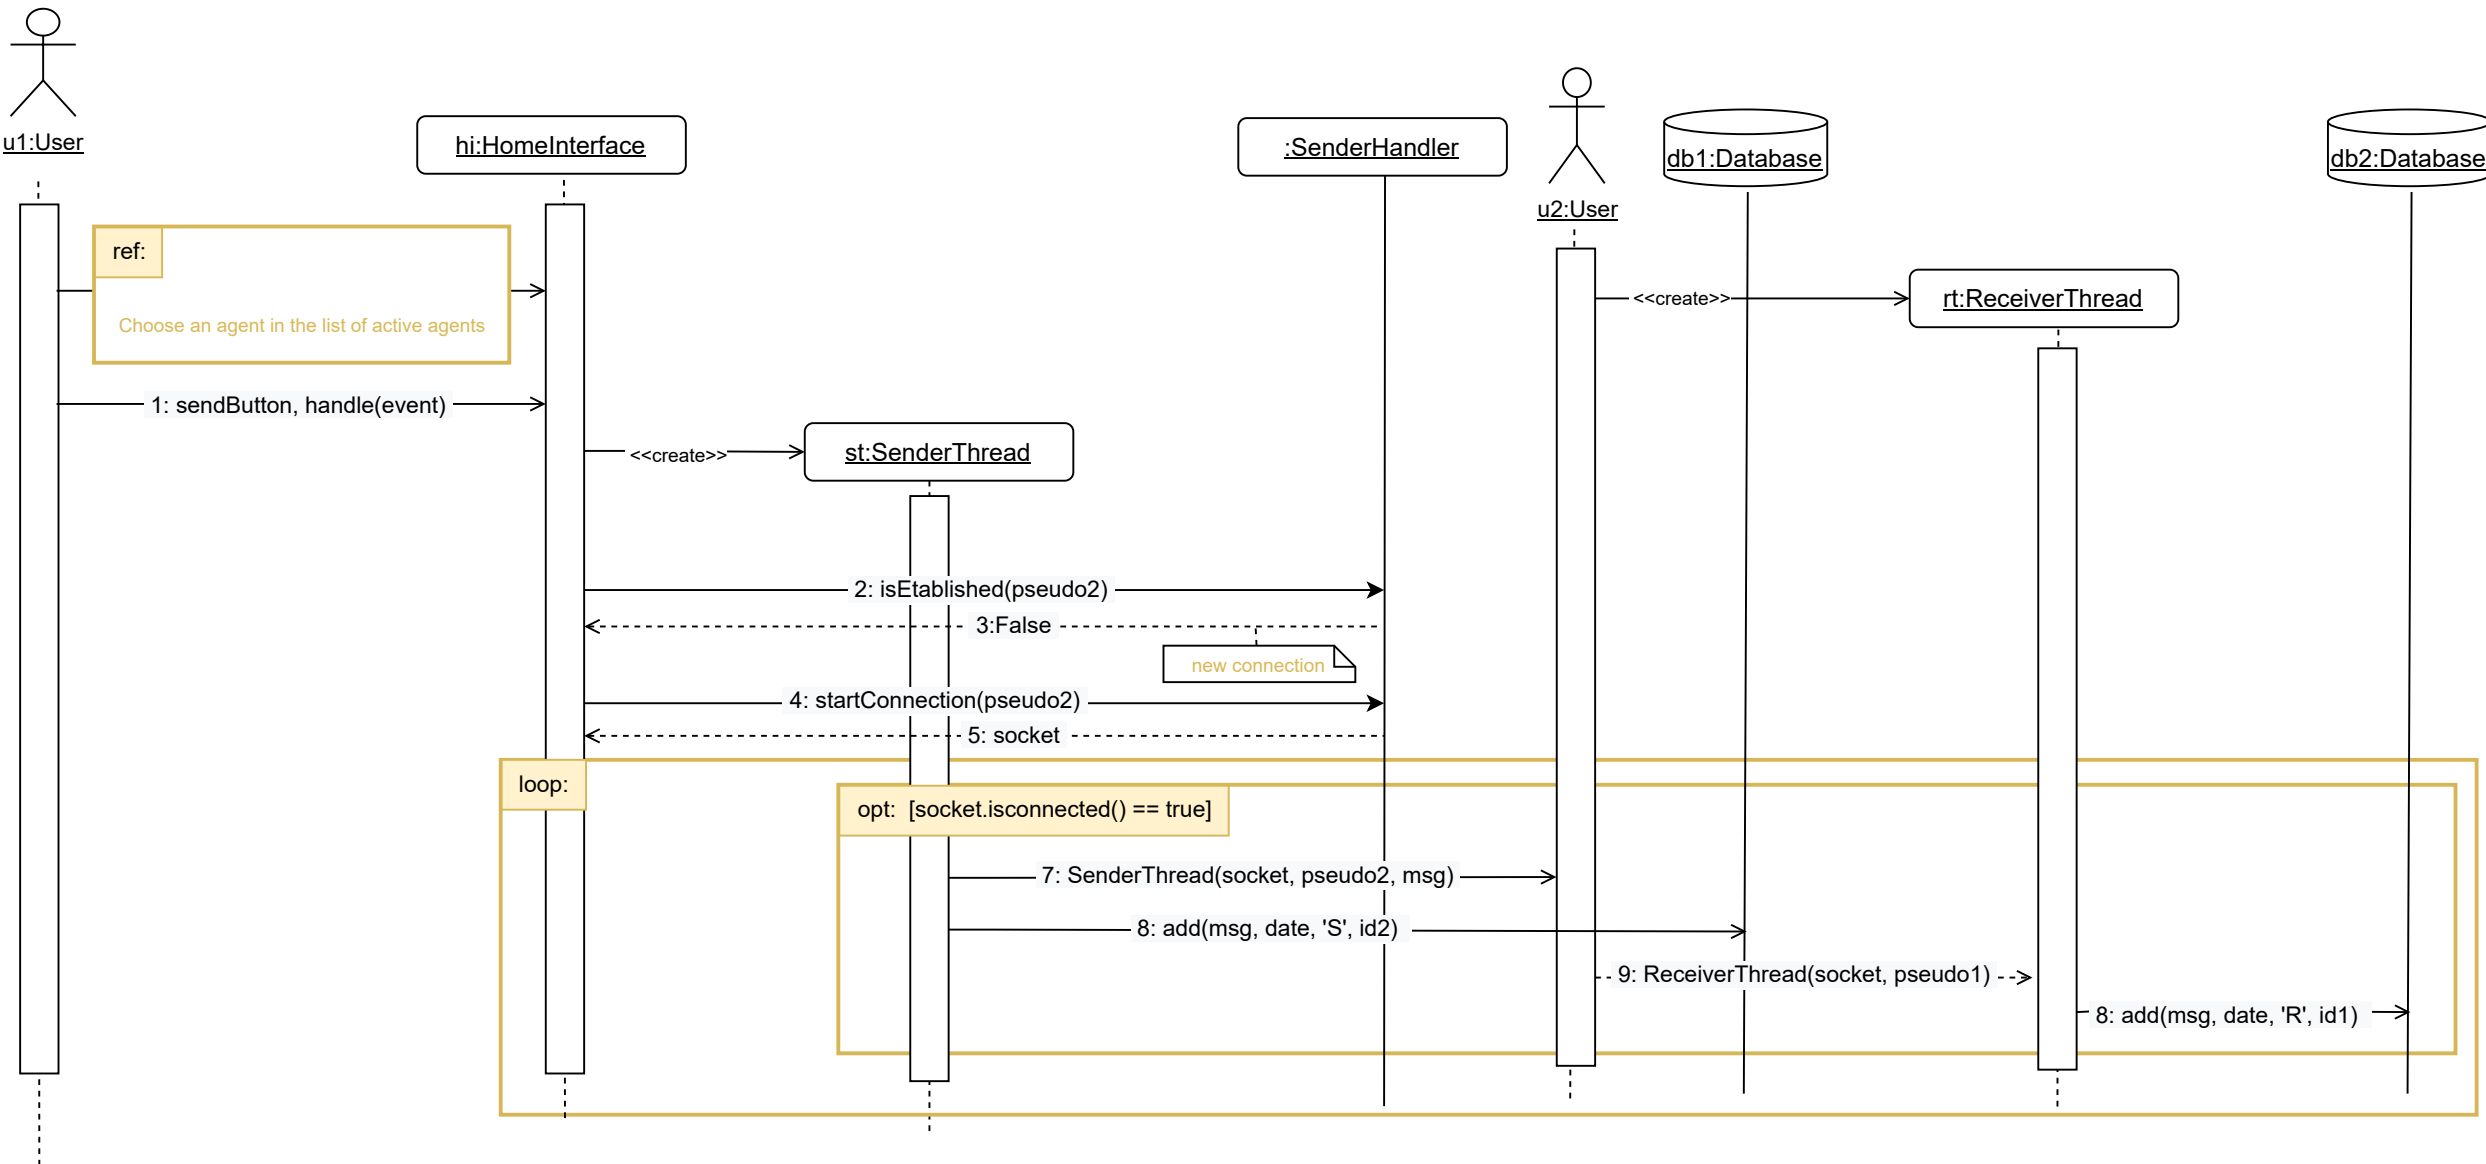 u1:User
hi:HomeInterface
:SenderHandler
u2:User
db1:Database
db2:Database
ref:
Choose an agent in the list of active agents
<<create>>
rt:ReceiverThread
1: sendButton, handle(event)
<<create>>
st:SenderThread
2: isEtablished(pseudo2)
3:False
new connection
4: startConnection(pseudo2)
5: socket
loop:
opt:  [socket.isconnected() == true]
7: SenderThread(socket, pseudo2, msg)
8: add(msg, date, 'S', id2)
9: ReceiverThread(socket, pseudo1)
8: add(msg, date, 'R', id1)